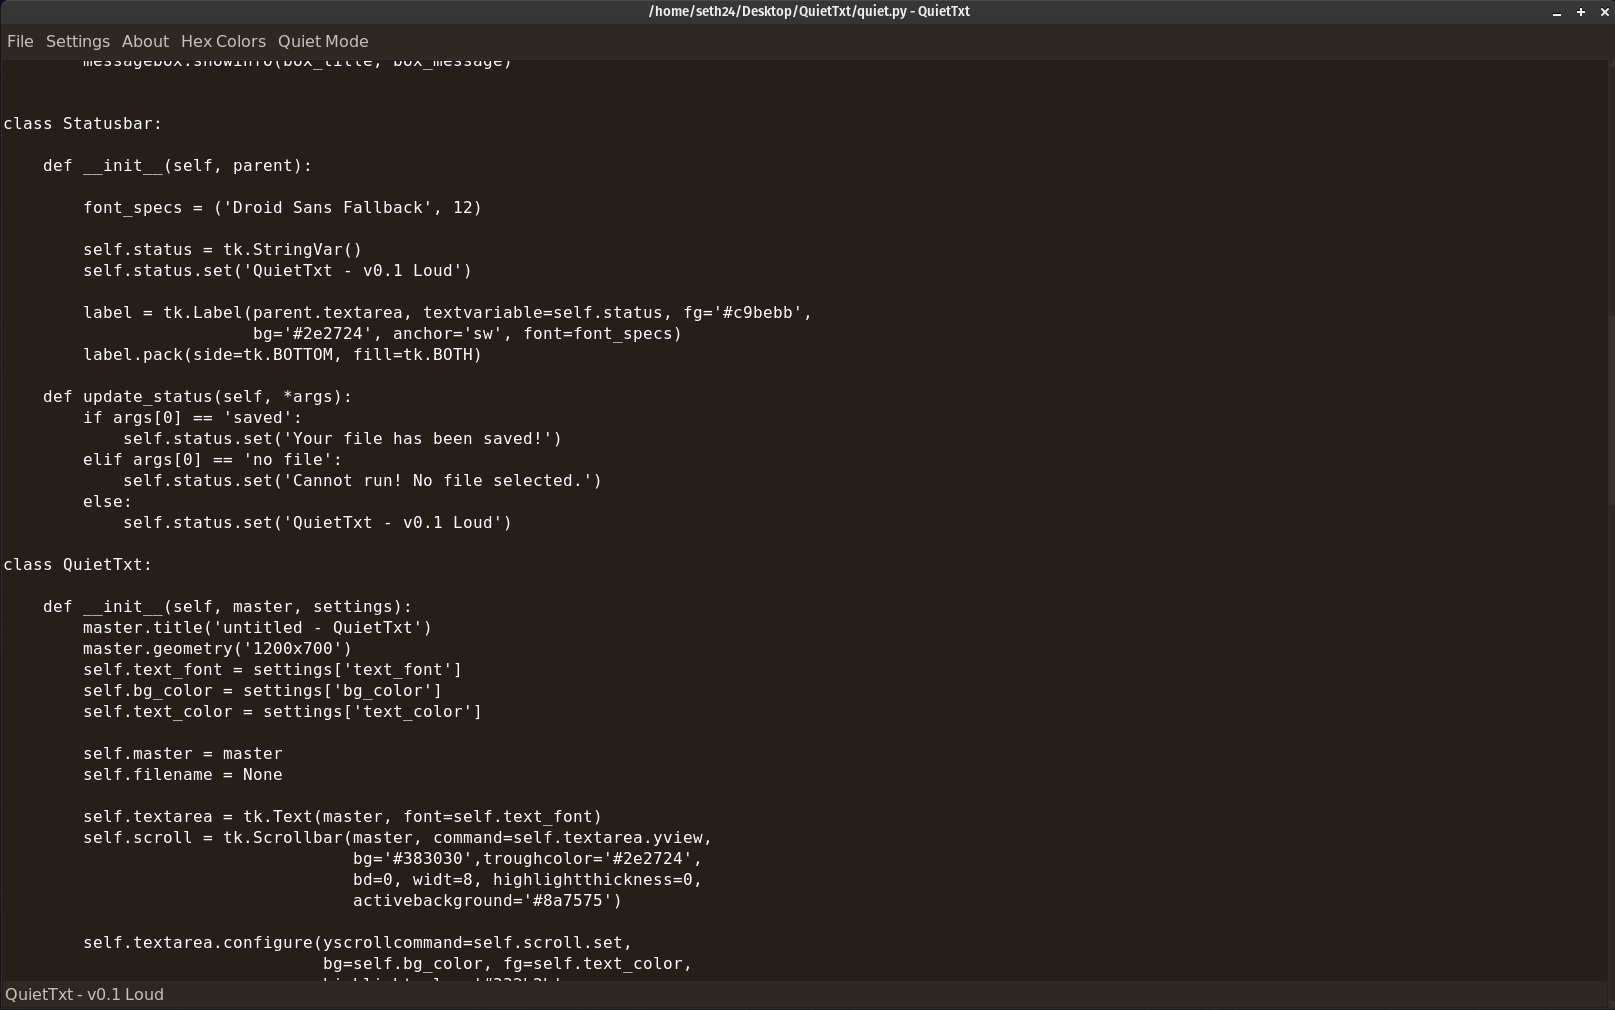 /home/seth24/Desktop/QuietTxt/quiet.py - QuietTxt
File Settings About Hex Colors Quiet Mode
        messagebox.showinfo(box_title, box_message)
class Statusbar:
    def __init__(self, parent):
        font_specs = ('Droid Sans Fallback', 12)
        self.status = tk.StringVar()
        self.status.set('QuietTxt - v0.1 Loud')
        label = tk.Label(parent.textarea, textvariable=self.status, fg='#c9bebb',
                         bg='#2e2724', anchor='sw', font=font_specs)
        label.pack(side=tk.BOTTOM, fill=tk.BOTH)
    def update_status(self, *args):
        if args[0] == 'saved':
            self.status.set('Your file has been saved!')
        elif args[0] == 'no file':
            self.status.set('Cannot run! No file selected.')
        else:
            self.status.set('QuietTxt - v0.1 Loud')
class QuietTxt:
    def __init__(self, master, settings):
        master.title('untitled - QuietTxt')
        master.geometry('1200x700')
        self.text_font = settings['text_font']
        self.bg_color = settings['bg_color']
        self.text_color = settings['text_color']
        self.master = master
        self.filename = None
        self.textarea = tk.Text(master, font=self.text_font)
        self.scroll = tk.Scrollbar(master, command=self.textarea.yview,
                                   bg='#383030',troughcolor='#2e2724',
                                   bd=0, widt=8, highlightthickness=0,
                                   activebackground='#8a7575')
        self.textarea.configure(yscrollcommand=self.scroll.set,
                                bg=self.bg_color, fg=self.text_color,
QuietTxt - v0.1 Loud